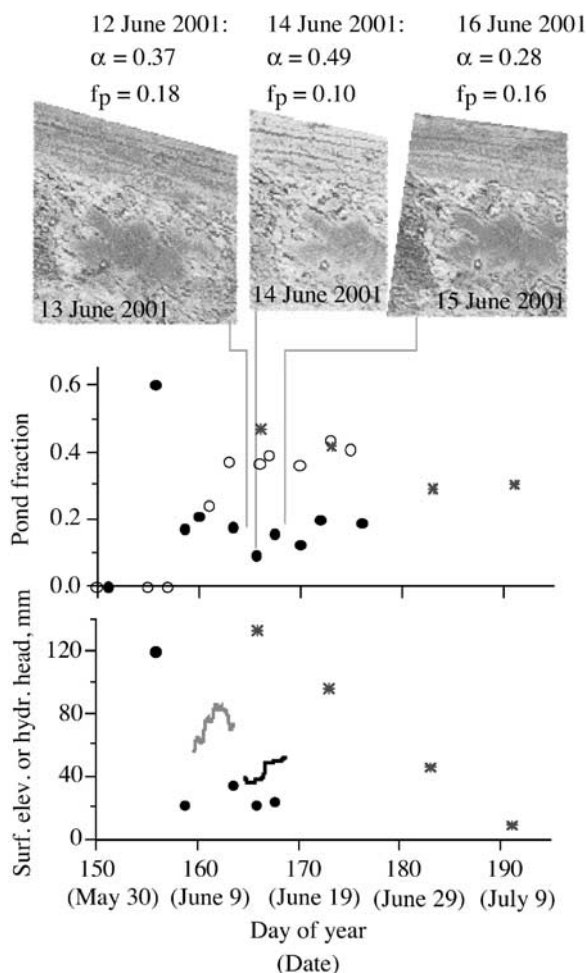 12 June 2001:
α = 0.37
fp = 0.18
14 June 2001:
α = 0.49
fp = 0.10
16 June 2001
α = 0.28
fp = 0.16
13 June 2001
14 June 2001
15 June 2001
Pond fraction
0.6
0.4
0.2
0.0
Surf. elev. or hydr. head, mm
120
80
40
0
150 160 170 180 190
(May 30) (June 9) (June 19) (June 29) (July 9)
Day of year
(Date)